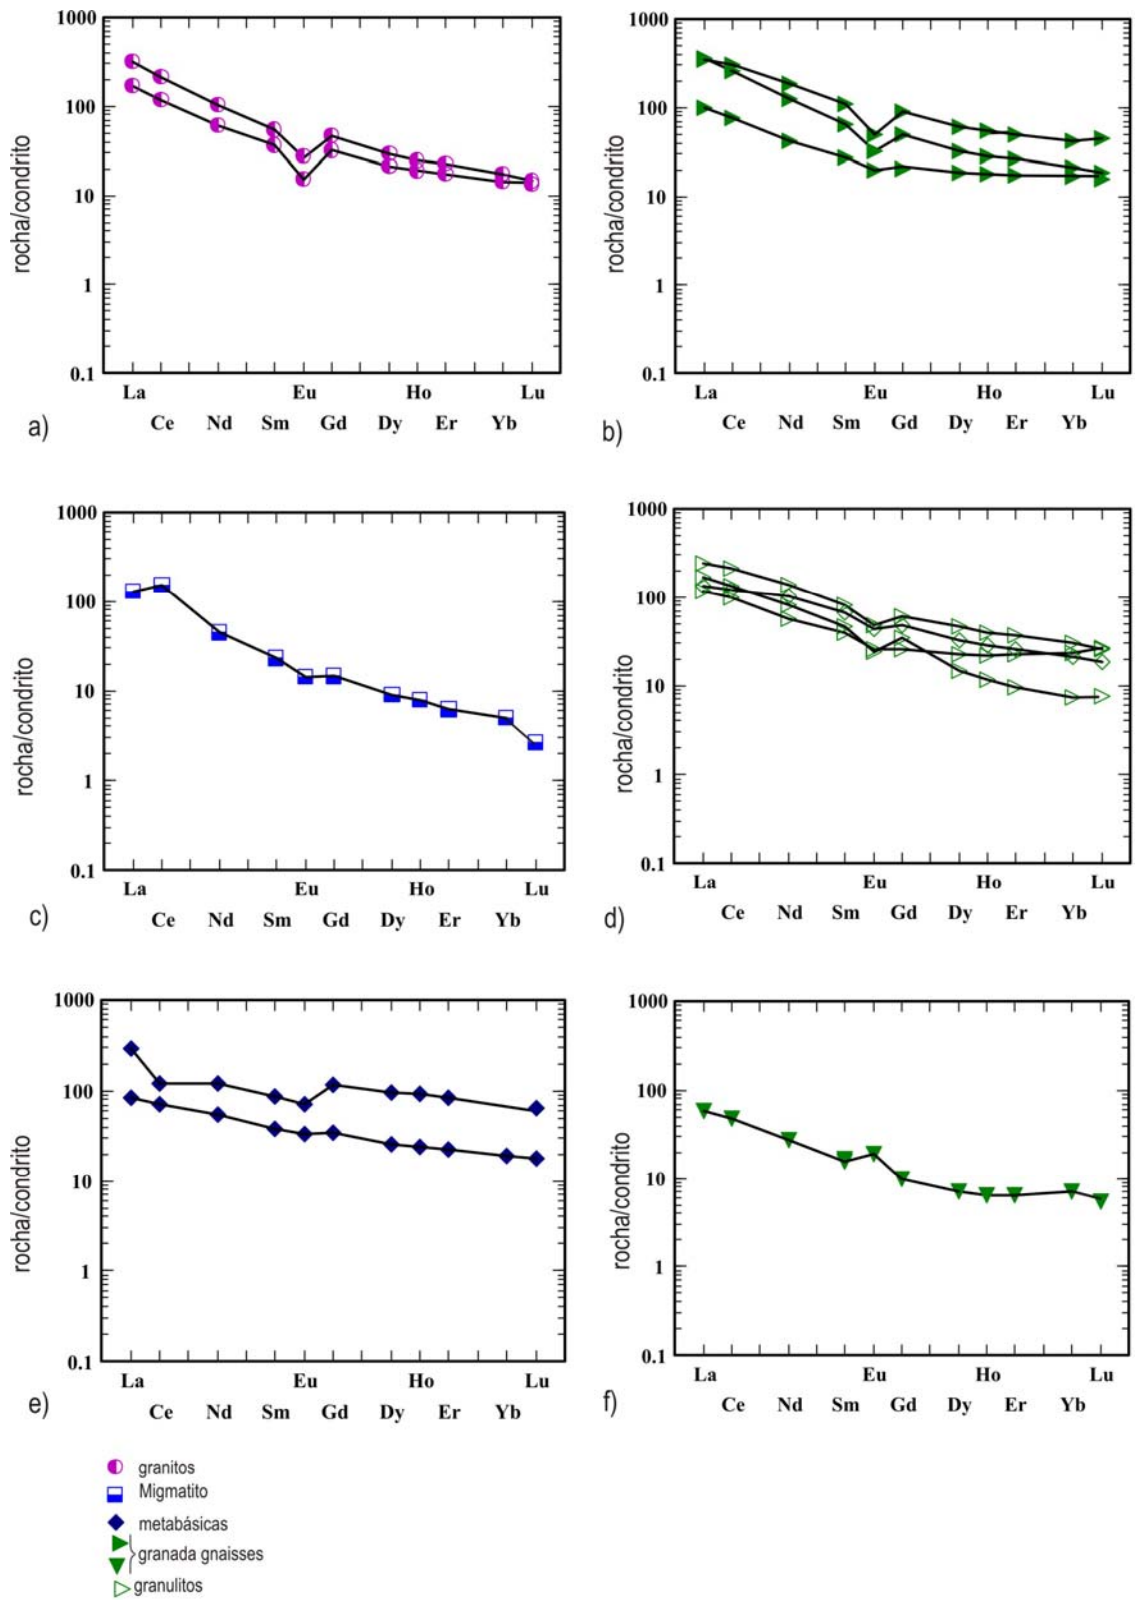 1000
100
10
1
0.1
rocha/condrito
La Eu Ho Lu
Ce Nd Sm Gd Dy Er Yb
a)
1000
100
10
1
0.1
rocha/condrito
La Eu Ho Lu
Ce Nd Sm Gd Dy Er Yb
b)
1000
100
10
1
0.1
rocha/condrito
La Eu Ho Lu
Ce Nd Sm Gd Dy Er Yb
c)
1000
100
10
1
0.1
rocha/condrito
La Eu Ho Lu
Ce Nd Sm Gd Dy Er Yb
d)
1000
100
10
1
0.1
rocha/condrito
La Eu Ho Lu
Ce Nd Sm Gd Dy Er Yb
e)
1000
100
10
1
0.1
rocha/condrito
La Eu Ho Lu
Ce Nd Sm Gd Dy Er Yb
f)
granitos
Migmatito
metabásicas
granada gnaisses
granulitos